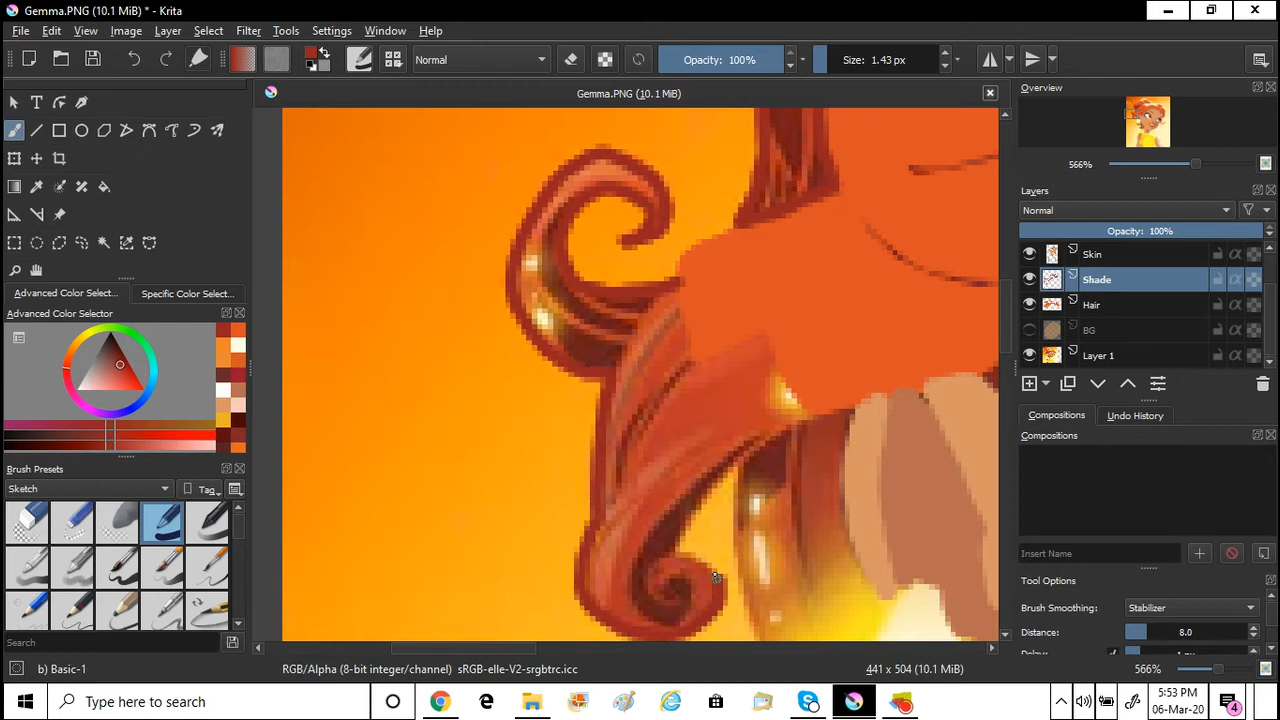 Gemma.PNG (10.1 MiB) * - Krita
File Edit View Image Layer Select Filter Tools Settings Window Help
Normal Opacity: 100% Size: 1.43 px
Gemma.PNG (10.1 MiB)
Overview
566%
Layers
Normal
Opacity: 100%
Skin
Shade
Hair
BG
Layer 1
Advanced Color Select... Specific Color Select...
Advanced Color Selector
Brush Presets
Sketch Tag
Search
Compositions Undo History
Compositions
Insert Name
Tool Options
Brush Smoothing: Stabilizer
Distance: 8.0
Delay: 1 px
b) Basic-1 RGB/Alpha (8-bit integer/channel) sRGB-elle-V2-srgbtrc.icc 441 x 504 (10.1 MiB) 566%
Type here to search
5:53 PM
06-Mar-20
4